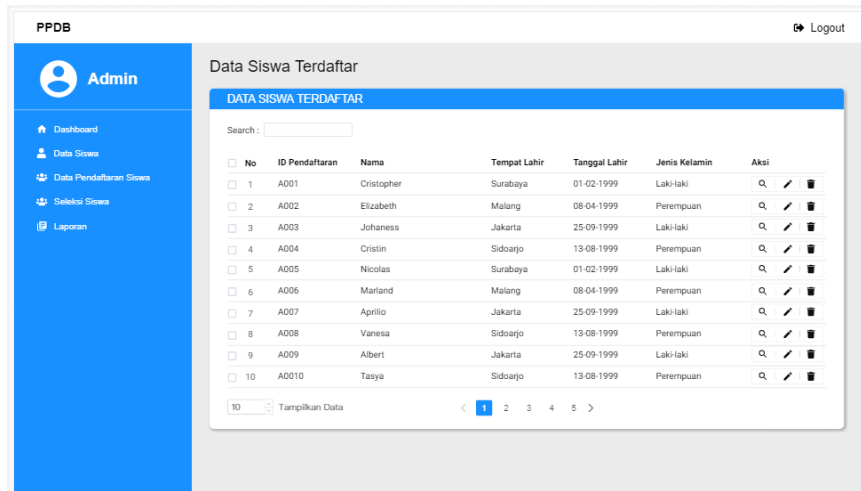 PPDB Logout
Admin
Dashboard
Data Siswa
Data Pendaftaran Siswa
Seleksi Siswa
Laporan
Data Siswa Terdaftar
DATA SISWA TERDAFTAR
Search :
No ID Pendaftaran Nama Tempat Lahir Tanggal Lahir Jenis Kelamin Aksi
1 A001 Cristopher Surabaya 01-02-1999 Laki-laki
2 A002 Elizabeth Malang 08-04-1999 Perempuan
3 A003 Johaness Jakarta 25-09-1999 Laki-laki
4 A004 Cristin Sidoarjo 13-08-1999 Perempuan
5 A005 Nicolas Surabaya 01-02-1999 Laki-laki
6 A006 Marland Malang 08-04-1999 Perempuan
7 A007 Aprilio Jakarta 25-09-1999 Laki-laki
8 A008 Vanesa Sidoarjo 13-08-1999 Perempuan
9 A009 Albert Jakarta 25-09-1999 Laki-laki
10 A0010 Tasya Sidoarjo 13-08-1999 Perempuan
10 Tampilkan Data < 1 2 3 4 5 >